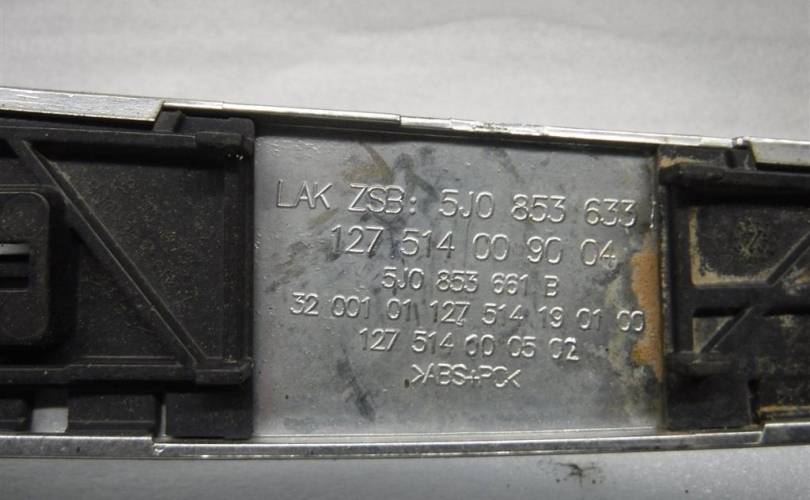 LAK ZSB: 5J0 853 633
127 514 00 90 04
5J0 853 661 B
32 001 01 127 514 19 01 00
127 514 00 05 02
>ABS+PC<